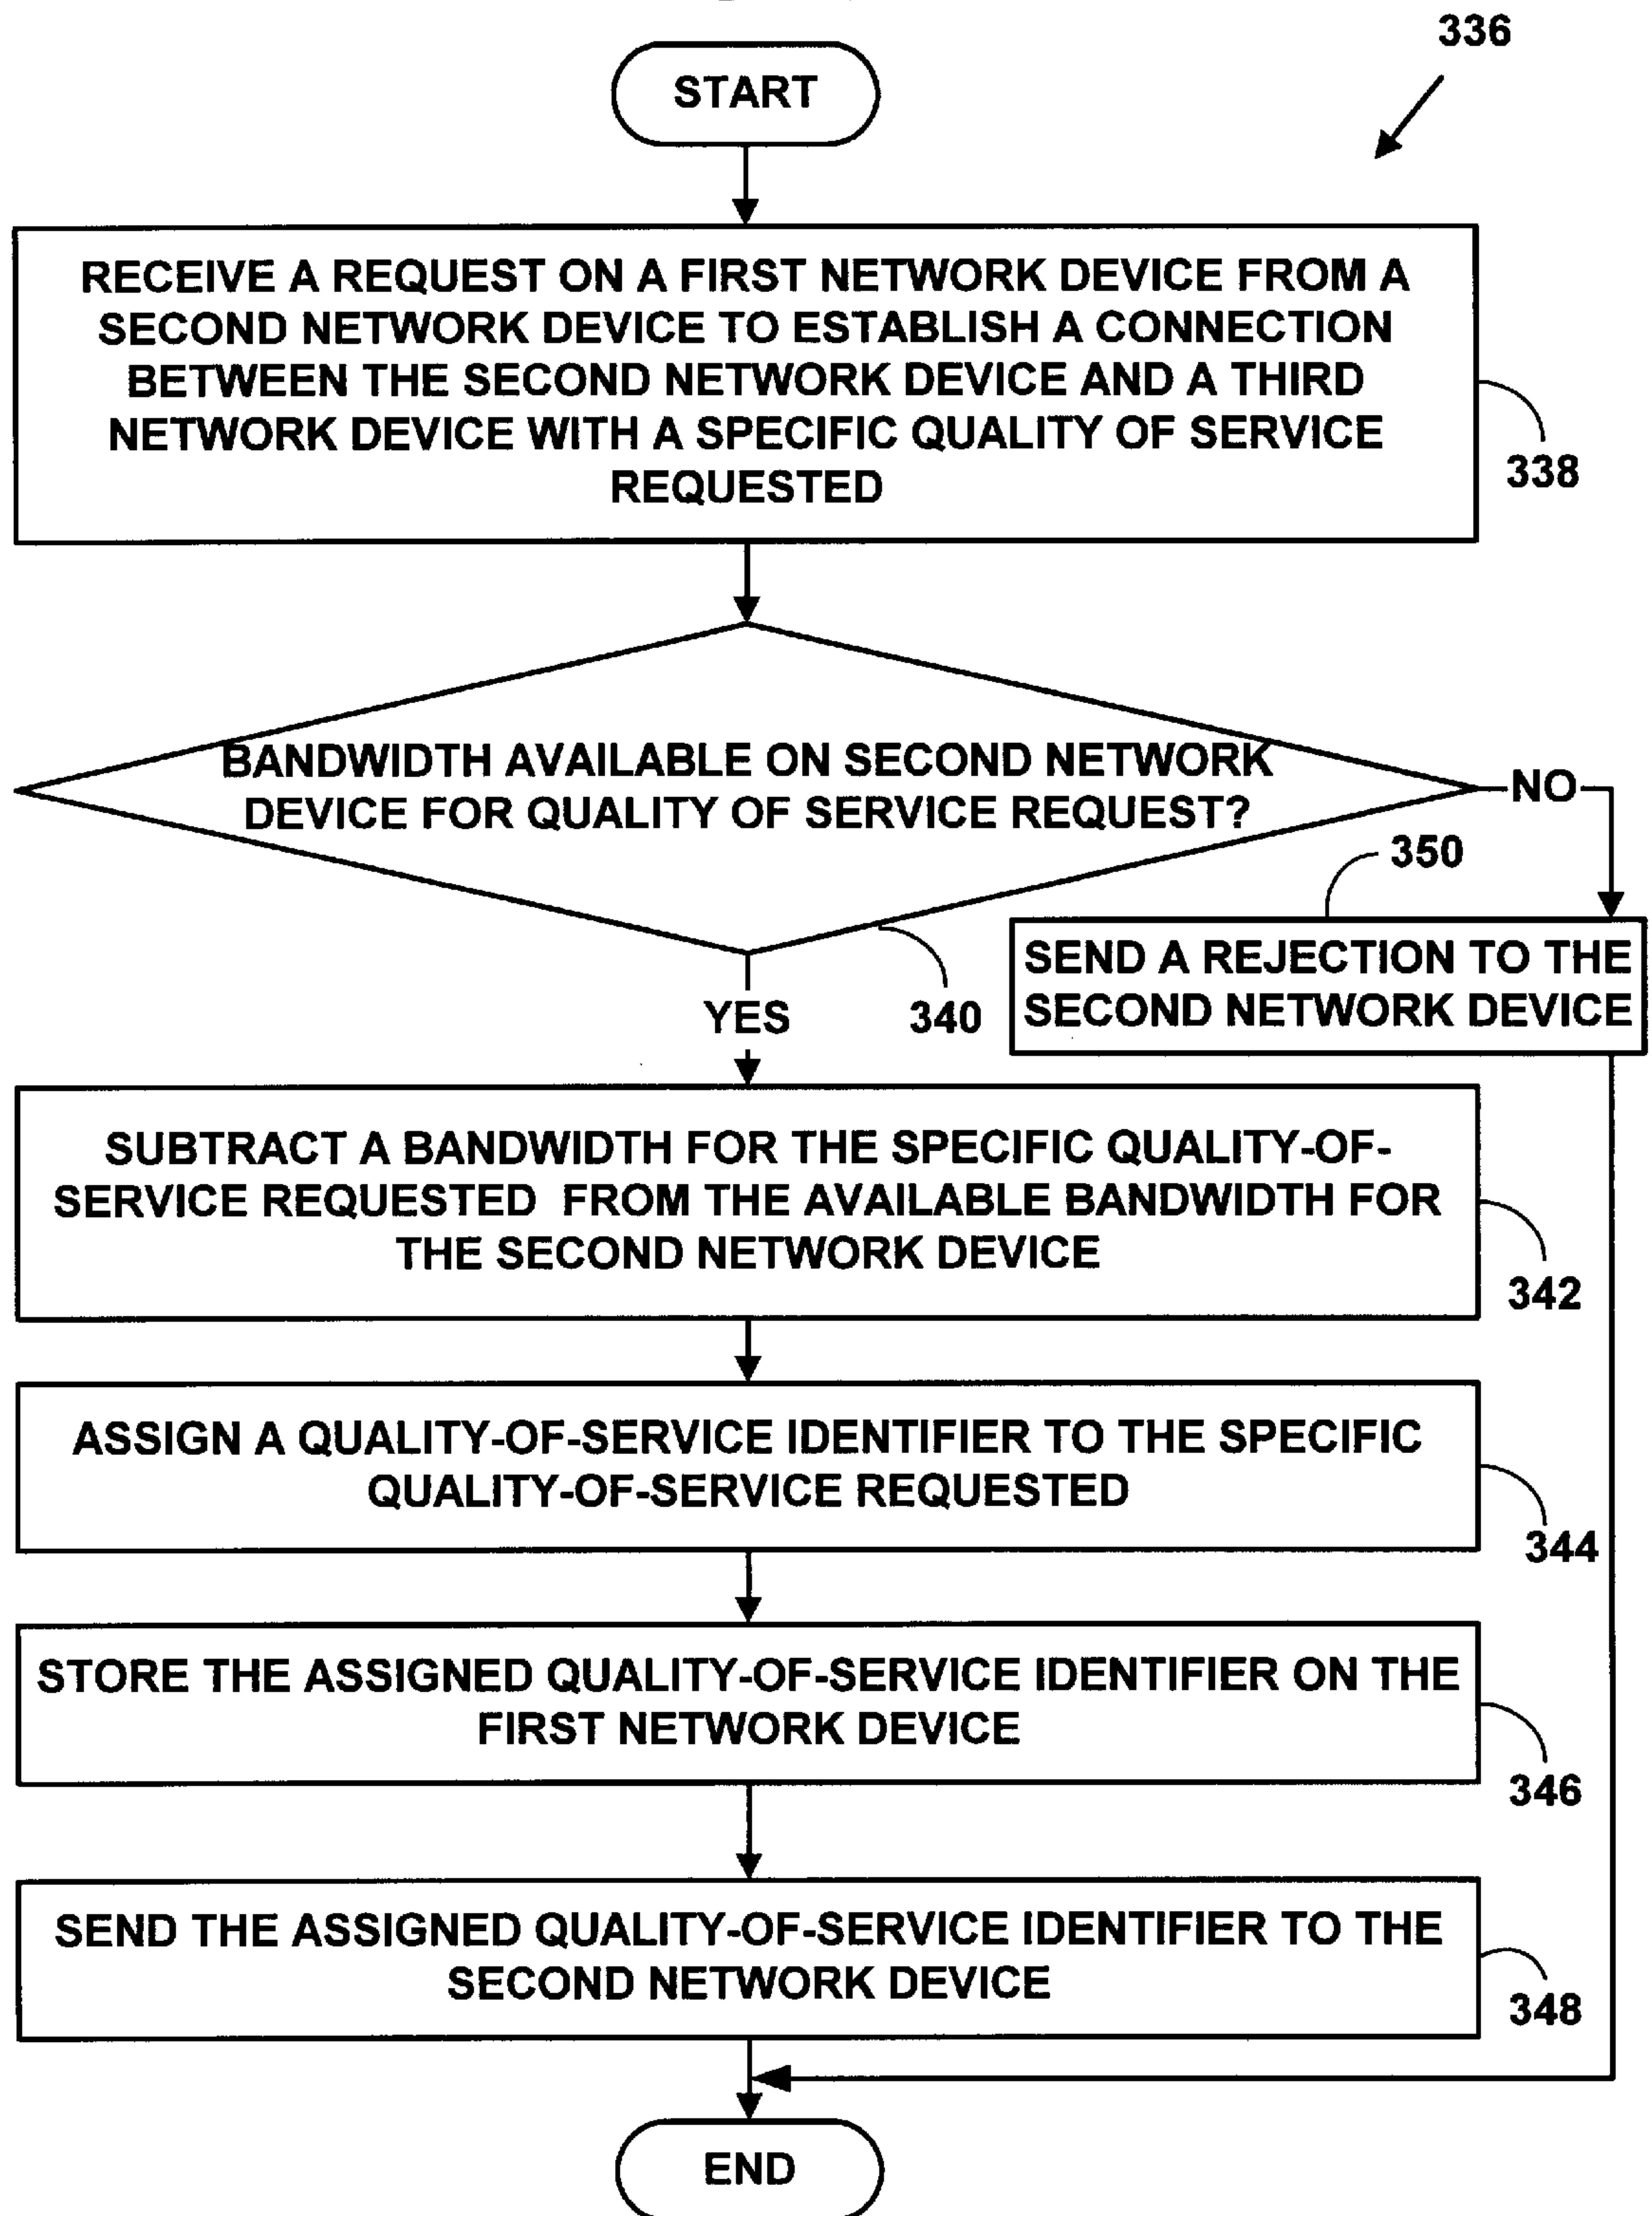 336
START
RECEIVE A REQUEST ON A FIRST NETWORK DEVICE FROM A
SECOND NETWORK DEVICE TO ESTABLISH A CONNECTION
BETWEEN THE SECOND NETWORK DEVICE AND A THIRD
NETWORK DEVICE WITH A SPECIFIC QUALITY OF SERVICE
REQUESTED
338
BANDWIDTH AVAILABLE ON SECOND NETWORK
DEVICE FOR QUALITY OF SERVICE REQUEST?
NO
350
SEND A REJECTION TO THE
SECOND NETWORK DEVICE
YES
340
SUBTRACT A BANDWIDTH FOR THE SPECIFIC QUALITY-OF-
SERVICE REQUESTED FROM THE AVAILABLE BANDWIDTH FOR
THE SECOND NETWORK DEVICE
342
ASSIGN A QUALITY-OF-SERVICE IDENTIFIER TO THE SPECIFIC
QUALITY-OF-SERVICE REQUESTED
344
STORE THE ASSIGNED QUALITY-OF-SERVICE IDENTIFIER ON THE
FIRST NETWORK DEVICE
346
SEND THE ASSIGNED QUALITY-OF-SERVICE IDENTIFIER TO THE
SECOND NETWORK DEVICE
348
END